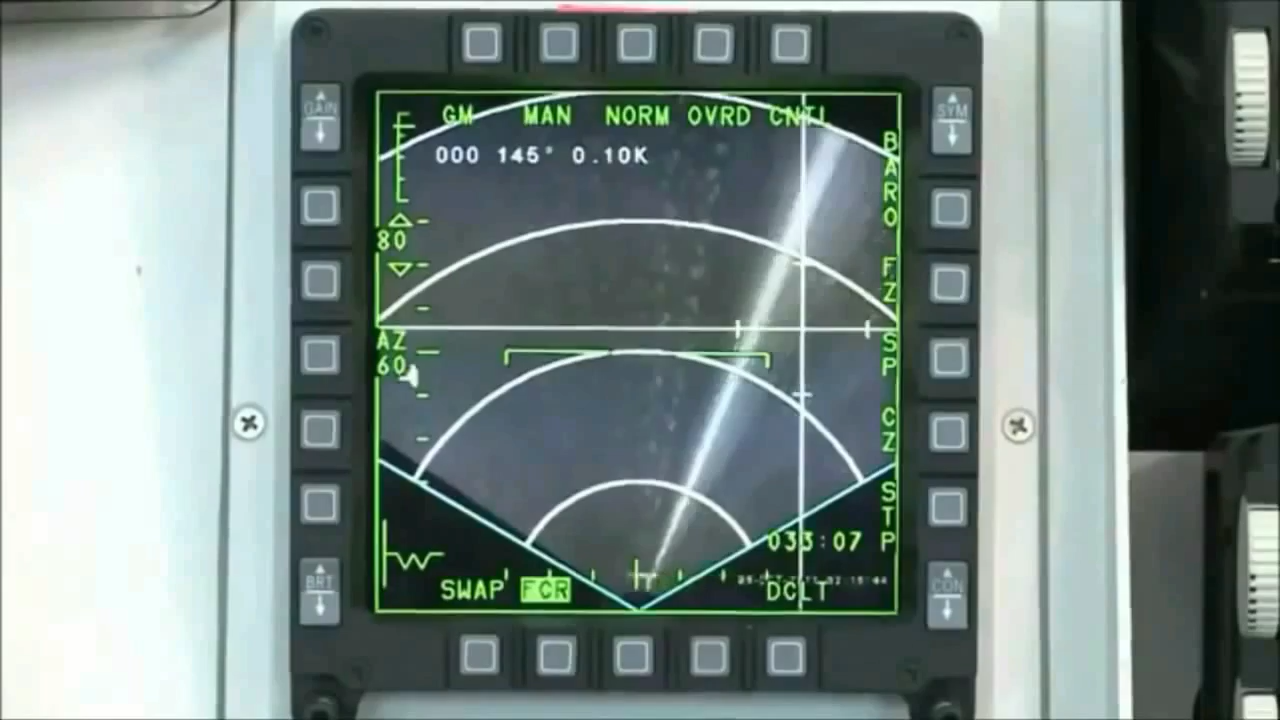 GM MAN NORM OVRD CNTL
000 145° 0.10K
GAIN
SYM
BARO
80
FZ
AZ
60
SP
CZ
STP
033:07
BRT
CON
SWAP FCR DCLT